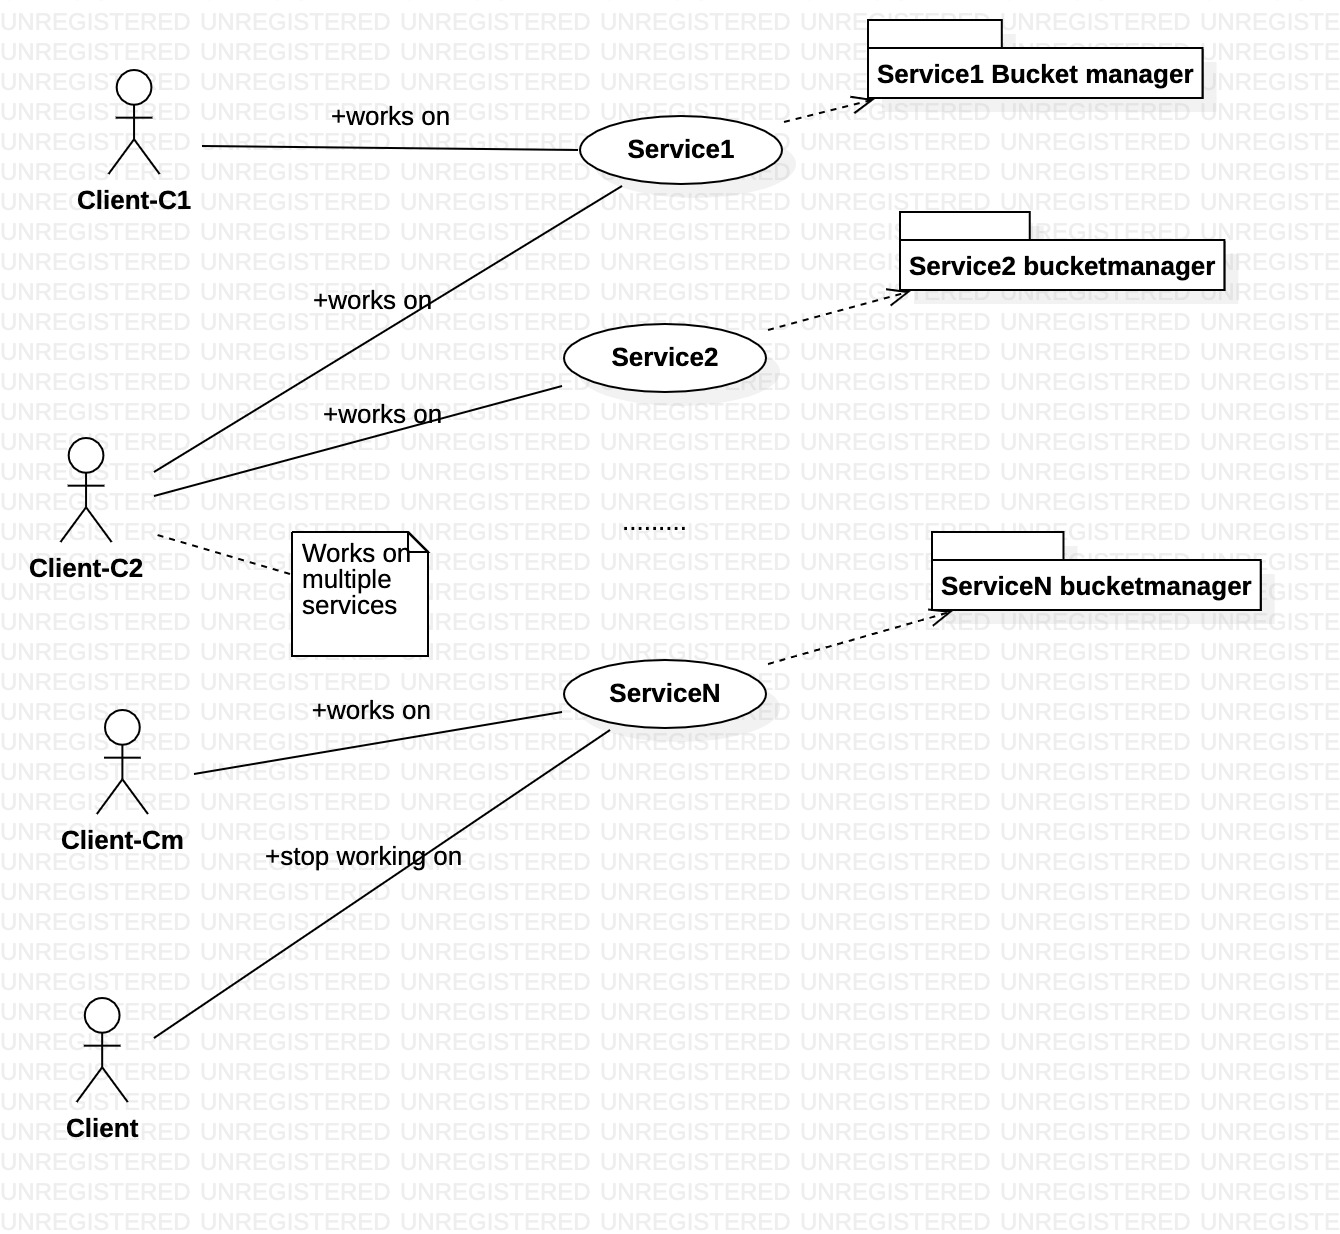 Service1 Bucket manager
+works on
Service1
Client-C1
Service2 bucketmanager
+works on
Service2
+works on
Client-C2
.........
Works on
multiple
services
ServiceN bucketmanager
ServiceN
+works on
Client-Cm
+stop working on
Client
UNREGISTERED